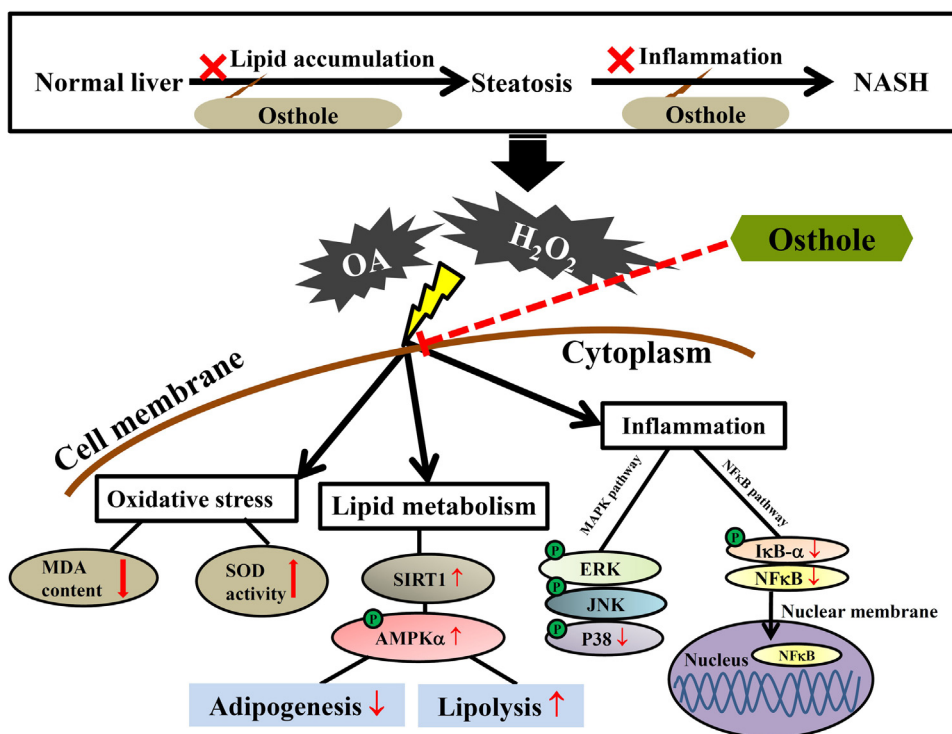 Lipid accumulation
Inflammation
Normal liver
Steatosis
NASH
Osthole
Osthole
OA
H₂O₂
Osthole
Cell membrane
Cytoplasm
Inflammation
Oxidative stress
Lipid metabolism
MAPK pathway
NFκB pathway
MDA
content ↓
SOD
activity ↑
SIRT1 ↑
P
AMPKα ↑
Adipogenesis ↓
Lipolysis ↑
P
ERK
P
JNK
P
P38 ↓
P
IκB-α ↓
NFκB ↓
Nuclear membrane
Nucleus
NFκB